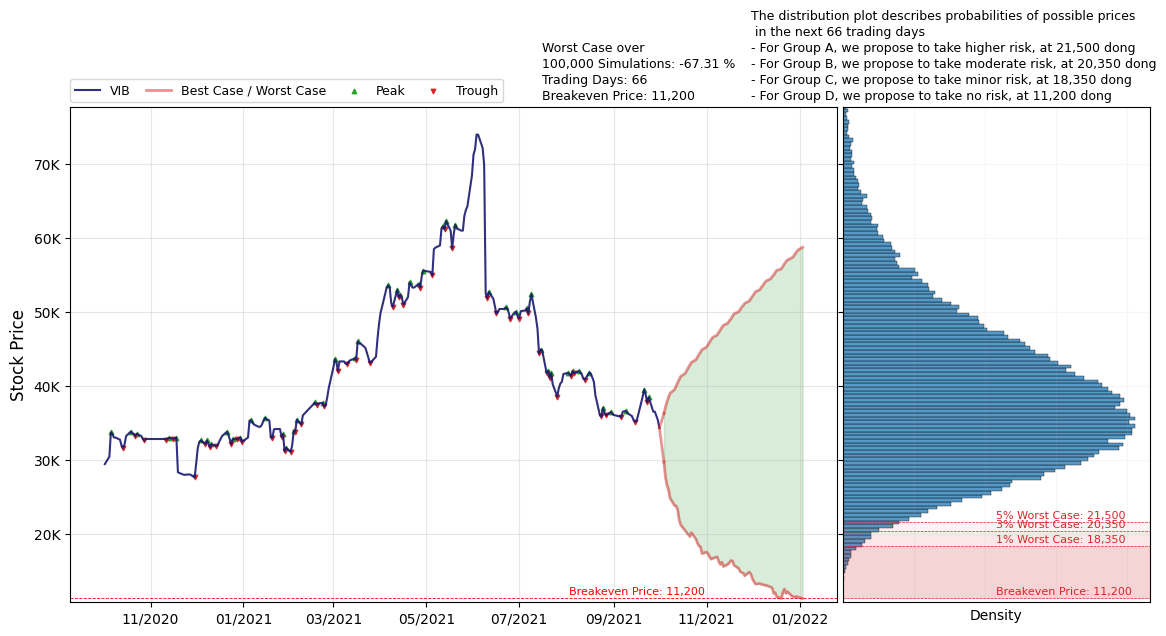 The distribution plot describes probabilities of possible prices
in the next 66 trading days
- For Group A, we propose to take higher risk, at 21,500 dong
- For Group B, we propose to take moderate risk, at 20,350 dong
- For Group C, we propose to take minor risk, at 18,350 dong
- For Group D, we propose to take no risk, at 11,200 dong
Worst Case over
100,000 Simulations: -67.31 %
Trading Days: 66
Breakeven Price: 11,200
VIB
Best Case / Worst Case
Peak
Trough
Stock Price
70K
60K
50K
40K
30K
20K
Breakeven Price: 11,200
11/2020
01/2021
3/2021
05/2021
07/2021
09/2021
11/2021
01/2022
5% Worst Case: 21,500
3% Worst Case: 20,350
1% Worst Case: 18,350
Breakeven Price: 11,200
Density